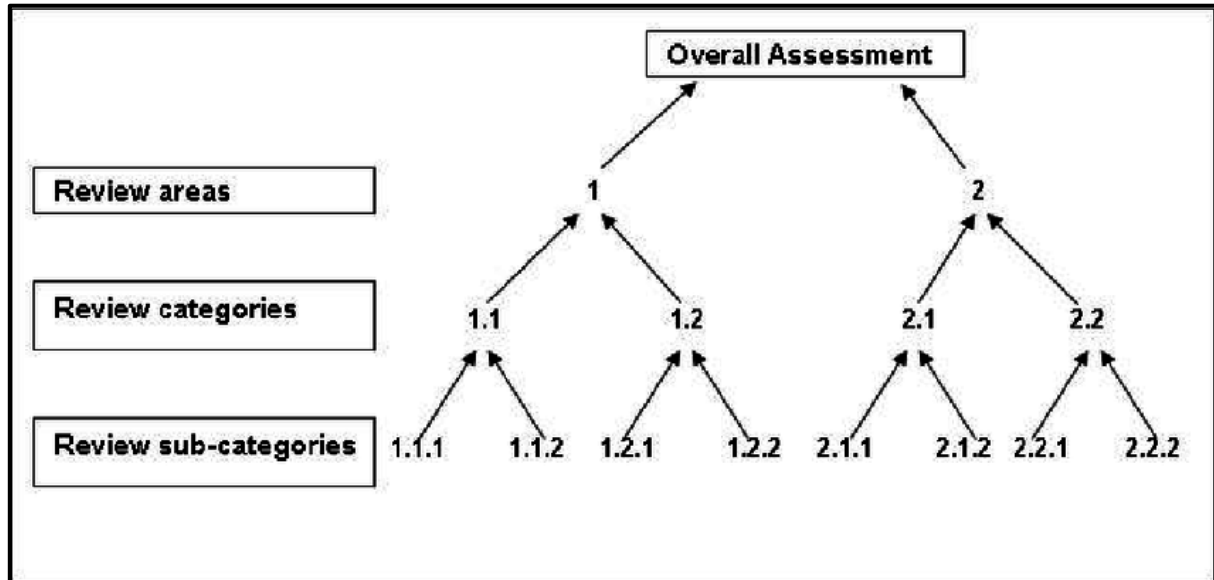 Overall Assessment
Review areas
1 2
Review categories
1.1 1.2 2.1 2.2
Review sub-categories
1.1.1 1.1.2 1.2.1 1.2.2 2.1.1 2.1.2 2.2.1 2.2.2